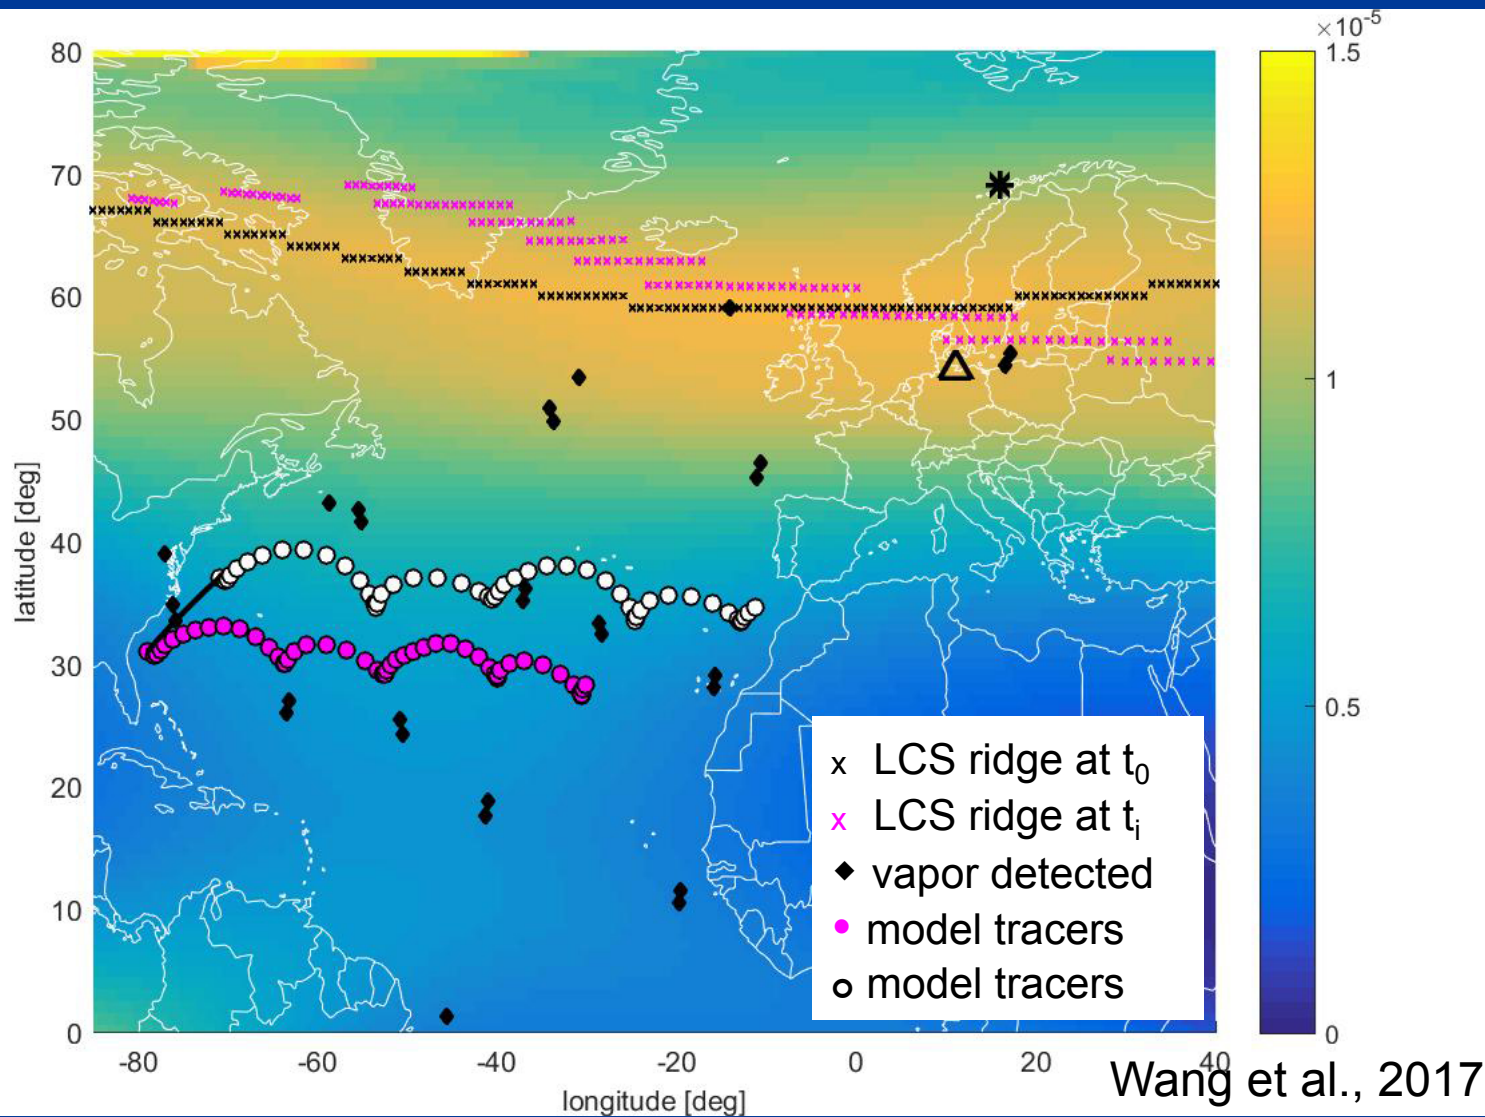 ×10⁻⁵
80
70
60
50
40
30
20
10
0
latitude [deg]
-80
-60
-40
-20
0
20
40
longitude [deg]
1.5
1
0.5
0
x LCS ridge at t₀
x LCS ridge at tᵢ
◆ vapor detected
● model tracers
○ model tracers
Wang et al., 2017